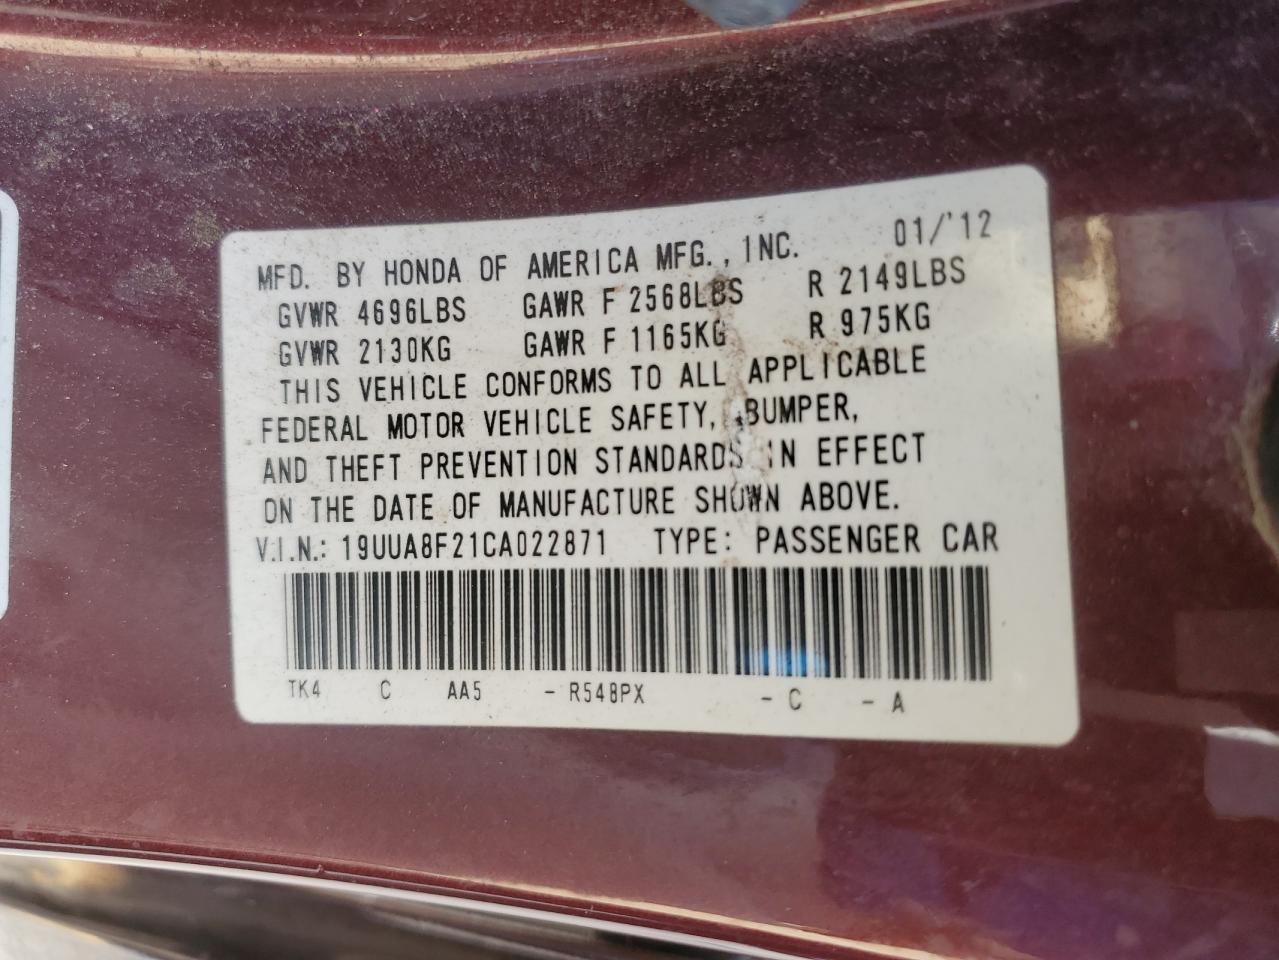 01/'12
MFD. BY HONDA OF AMERICA MFG., INC.
GVWR 4696LBS GAWR F 2568LBS R 2149LBS
GVWR 2130KG GAWR F 1165KG R 975KG
THIS VEHICLE CONFORMS TO ALL APPLICABLE
FEDERAL MOTOR VEHICLE SAFETY, BUMPER,
AND THEFT PREVENTION STANDARDS IN EFFECT
ON THE DATE OF MANUFACTURE SHOWN ABOVE.
V.I.N.: 19UUA8F21CA022871 TYPE: PASSENGER CAR
TK4 C AA5 - R548PX - C - A